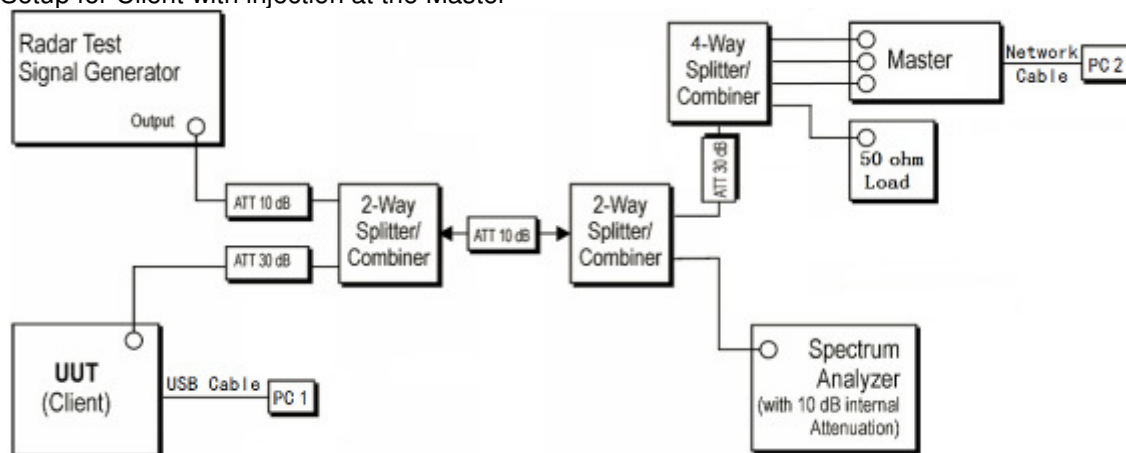 Setup for Client with injection at the Master
Radar Test
Signal Generator
Output
ATT 10 dB
ATT 30 dB
2-Way
Splitter/
Combiner
ATT 10 dB
2-Way
Splitter/
Combiner
ATT 30 dB
4-Way
Splitter/
Combiner
Master
Network
Cable
PC 2
50 ohm
Load
UUT
(Client)
USB Cable
PC 1
Spectrum
Analyzer
(with 10 dB internal
Attenuation)